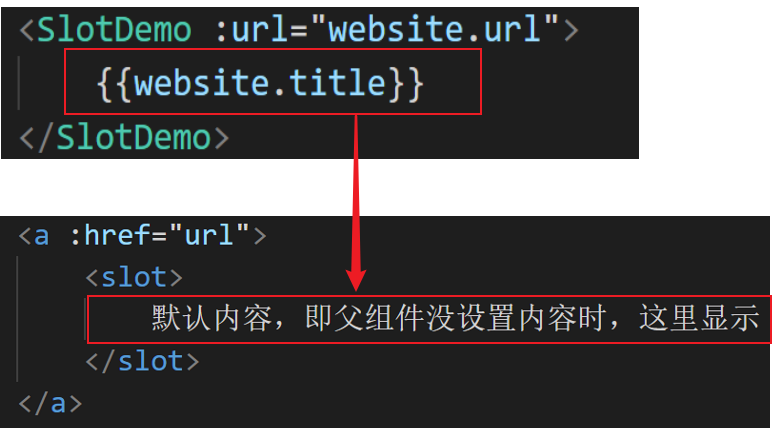 <SlotDemo :url="website.url">
{{website.title}}
</SlotDemo>
<a :href="url">
<slot>
默认内容，即父组件没设置内容时，这里显示
</slot>
</a>